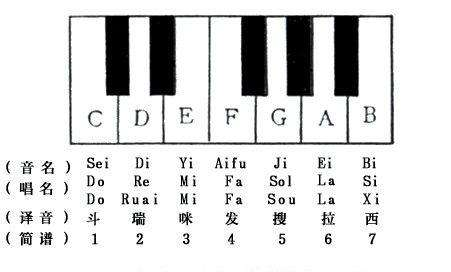 C D E F G A B
(音名) Sei Di Yi Aifu Ji Ei Bi
(唱名) Do Re Mi Fa Sol La Si
Do Ruai Mi Fa Sou La Xi
(译音) 斗 瑞 咪 发 搜 拉 西
(简谱) 1 2 3 4 5 6 7